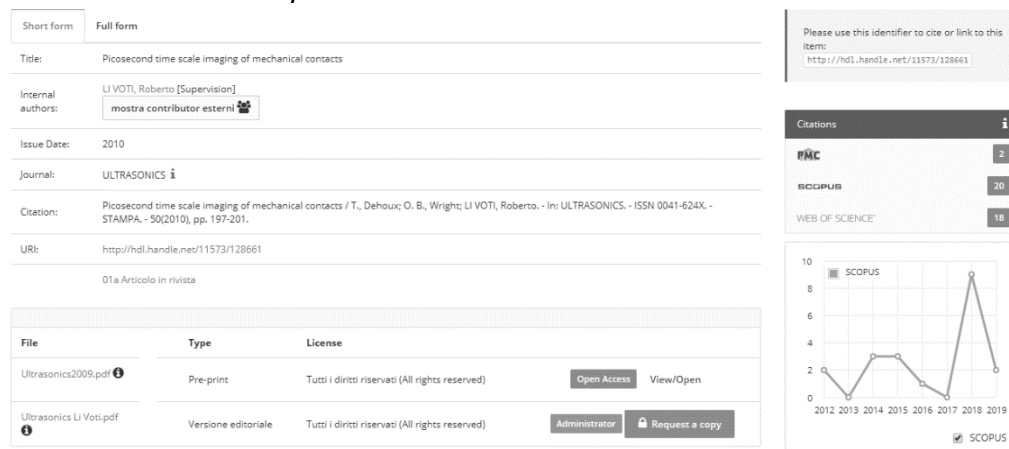 Short form Full form
Title: Picosecond time scale imaging of mechanical contacts
Internal authors: LI VOTI, Roberto [Supervision]
mostra contributor esterni
Issue Date: 2010
Journal: ULTRASONICS
Citation: Picosecond time scale imaging of mechanical contacts / T., Dehoux; O. B., Wright; LI VOTI, Roberto. - In: ULTRASONICS. - ISSN 0041-624X. -
STAMPA. - 50(2010), pp. 197-201.
URI: http://hdl.handle.net/11573/128661
01a Articolo in rivista
File Type License
Ultrasonics2009.pdf Pre-print Tutti i diritti riservati (All rights reserved) Open Access View/Open
Ultrasonics Li Voti.pdf Versione editoriale Tutti i diritti riservati (All rights reserved) Administrator Request a copy
Please use this identifier to cite or link to this
item:
http://hdl.handle.net/11573/128661
Citations
PMC 2
SCOPUS 20
WEB OF SCIENCE™ 18
SCOPUS
10
8
6
4
2
0
2012 2013 2014 2015 2016 2017 2018 2019
SCOPUS